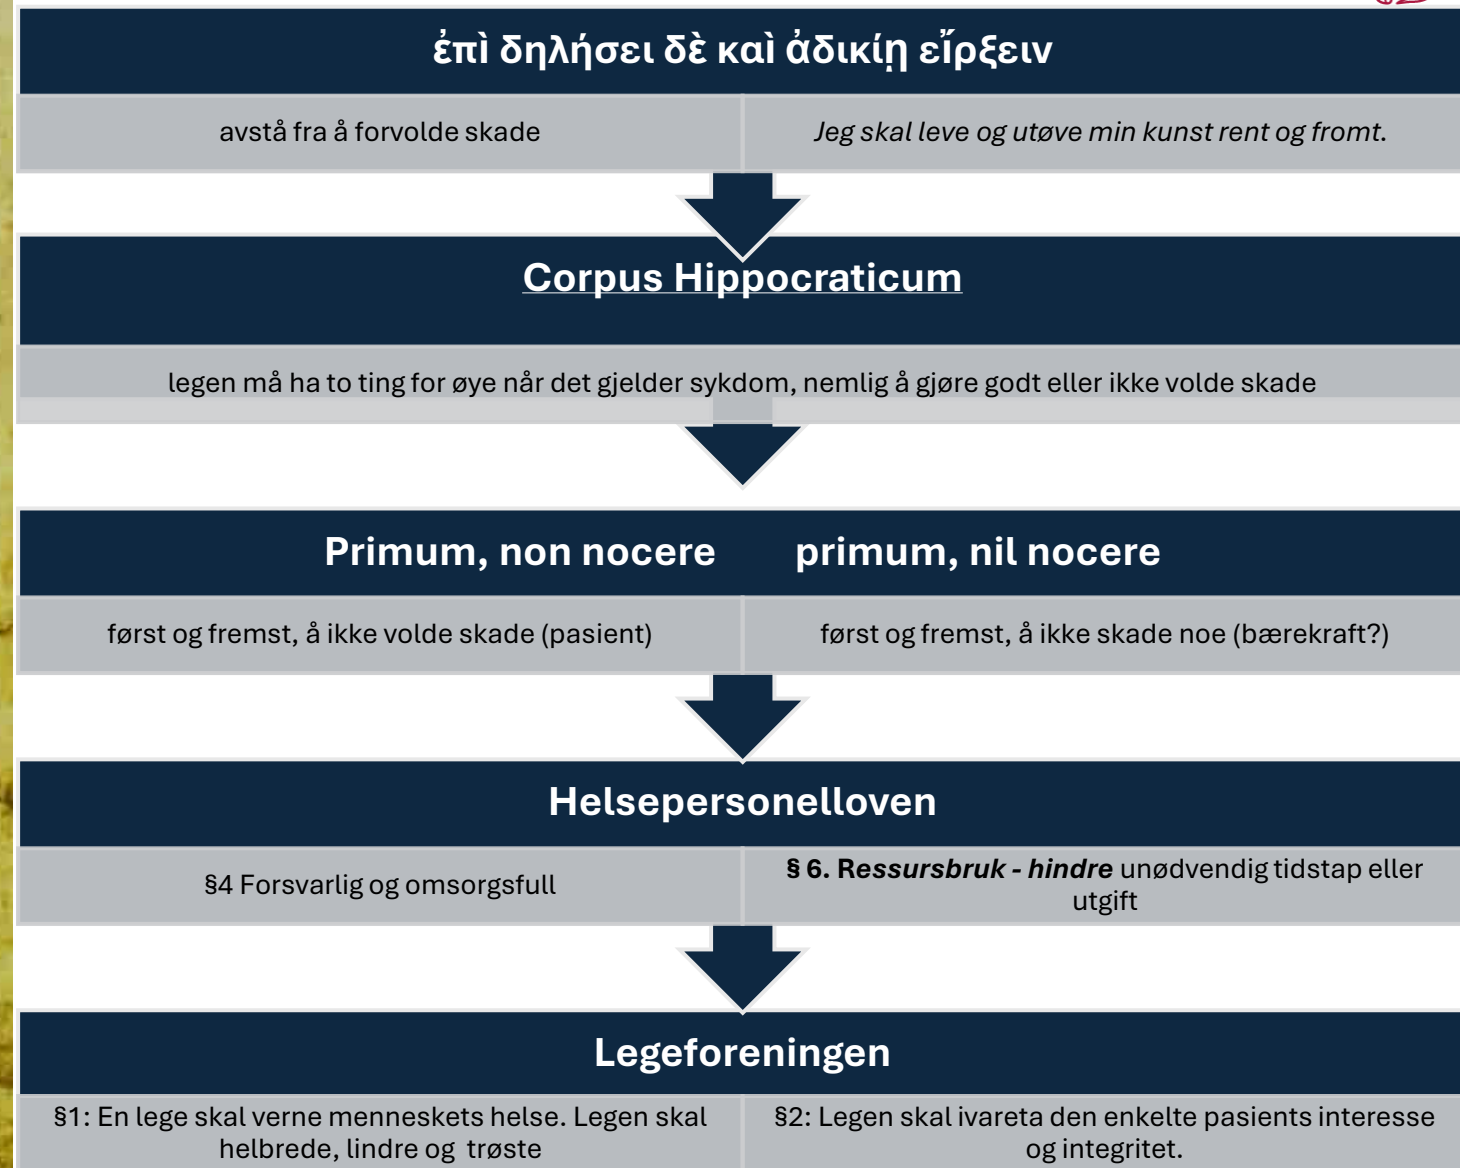 ἐπὶ δηλήσει δὲ καὶ ἀδικίῃ εἴρξειν
avstå fra å forvolde skade
Jeg skal leve og utøve min kunst rent og fromt.
Corpus Hippocraticum
legen må ha to ting for øye når det gjelder sykdom, nemlig å gjøre godt eller ikke volde skade
Primum, non nocere primum, nil nocere
først og fremst, å ikke volde skade (pasient)
først og fremst, å ikke skade noe (bærekraft?)
Helsepersonelloven
§4 Forsvarlig og omsorgsfull
§ 6. Ressursbruk - hindre unødvendig tidstap eller
utgift
Legeforeningen
§1: En lege skal verne menneskets helse. Legen skal
helbrede, lindre og trøste
§2: Legen skal ivareta den enkelte pasients interesse
og integritet.